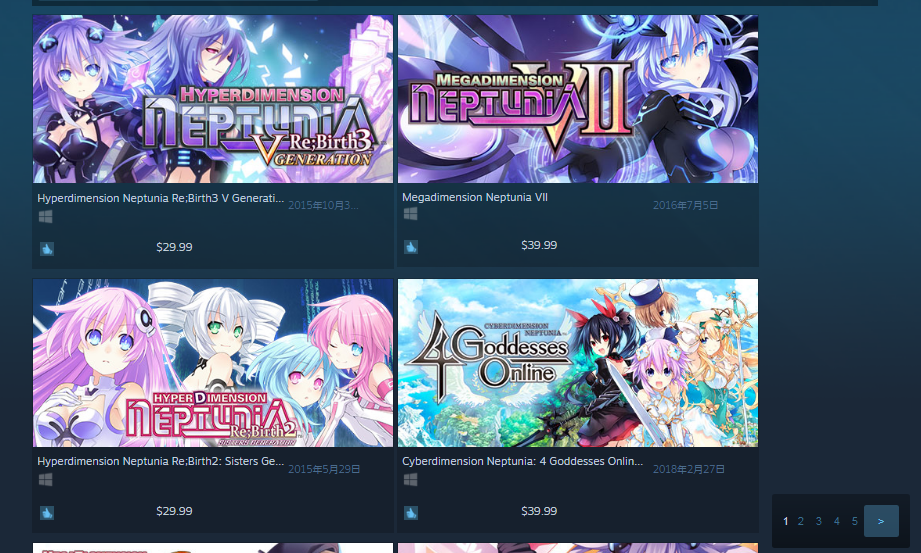 HYPERDIMENSION
NEPTUNIA
Re;Birth3
V GENERATION
MEGADIMENSION
NEPTUNIA
VII
Hyperdimension Neptunia Re;Birth3 V Generati...
2015年10月3...
Megadimension Neptunia VII
2016年7月5日
$29.99
$39.99
HYPERDIMENSION
NEPTUNIA
Re;Birth2
CYBERDIMENSION
NEPTUNIA
4 Goddesses
Online
Hyperdimension Neptunia Re;Birth2: Sisters Ge...
2015年5月29日
Cyberdimension Neptunia: 4 Goddesses Onlin...
2018年2月27日
$29.99
$39.99
1 2 3 4 5 >